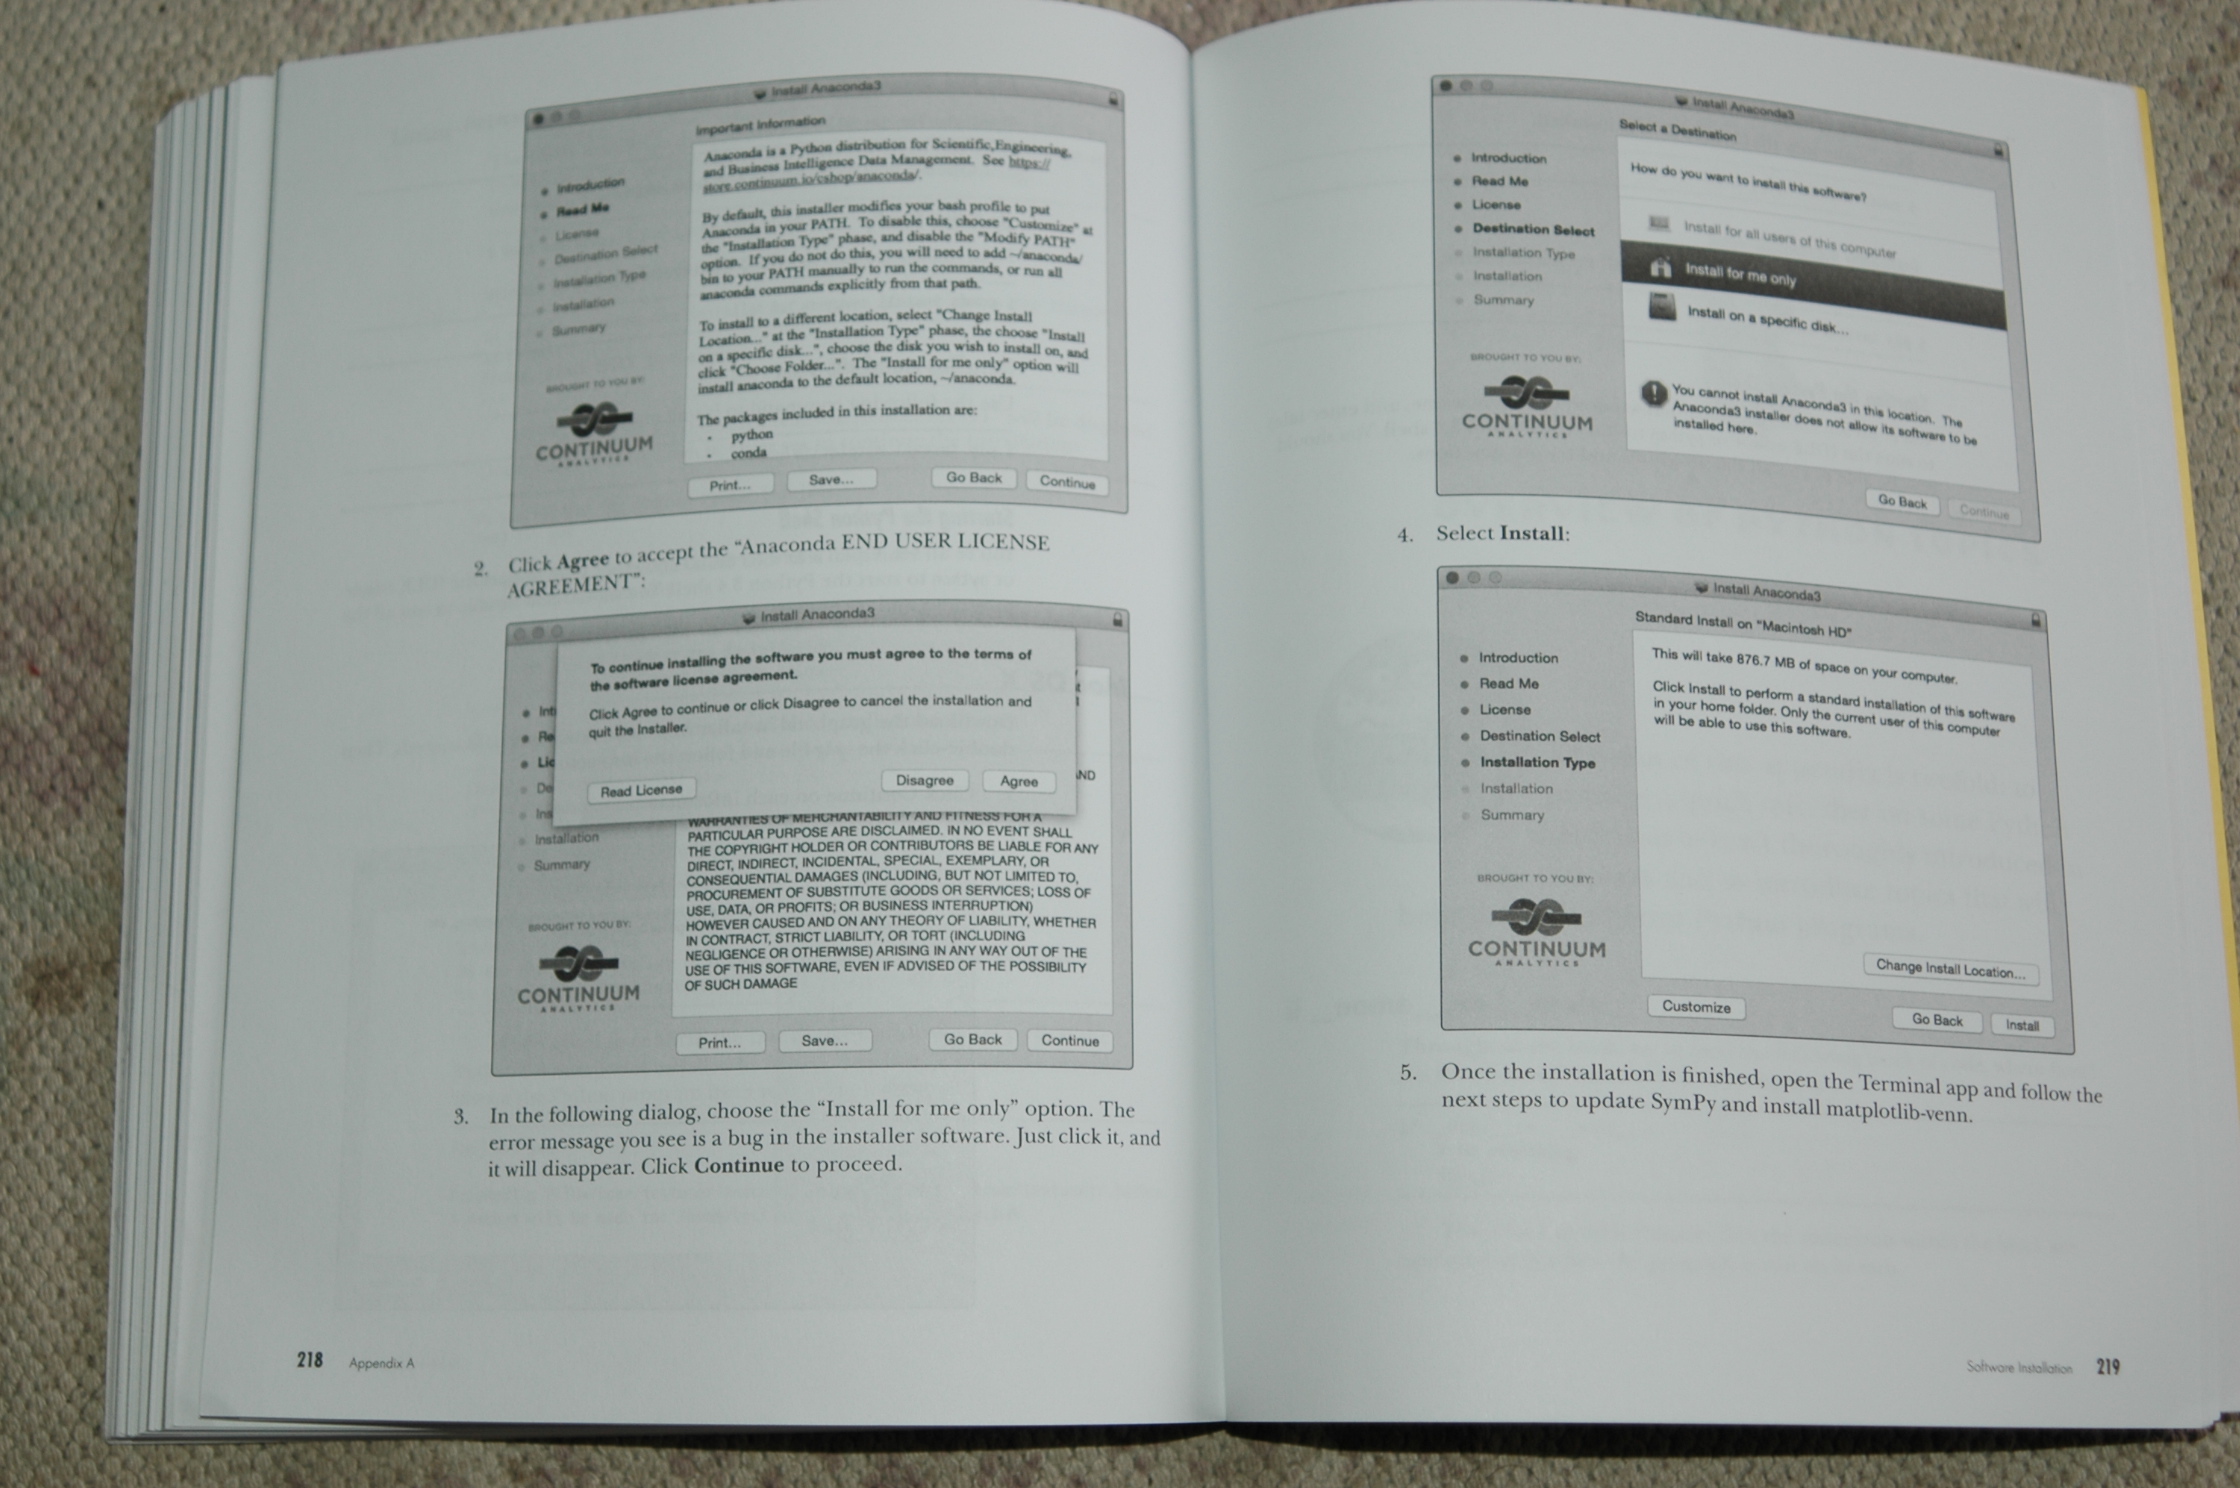 Install Anaconda3
Important Information
Introduction
Read Me
License
Destination Select
Installation Type
Installation
Summary
BROUGHT TO YOU BY:
CONTINUUM
ANALYTICS
Anaconda is a Python distribution for Scientific,Engineering,
and Business Intelligence Data Management. See https://
store.continuum.io/cshop/anaconda/.
By default, this installer modifies your bash profile to put
Anaconda in your PATH. To disable this, choose "Customize" at
the "Installation Type" phase, and disable the "Modify PATH"
option. If you do not do this, you will need to add ~/anaconda/
bin to your PATH manually to run the commands, or run all
anaconda commands explicitly from that path.
To install to a different location, select "Change Install
Location..." at the "Installation Type" phase, the choose "Install
on a specific disk...", choose the disk you wish to install on, and
click "Choose Folder...". The "Install for me only" option will
install anaconda to the default location, ~/anaconda.
The packages included in this installation are:
• python
• conda
Print... Save... Go Back Continue
2. Click Agree to accept the “Anaconda END USER LICENSE
AGREEMENT”:
Install Anaconda3
To continue installing the software you must agree to the terms of
the software license agreement.
Click Agree to continue or click Disagree to cancel the installation and
quit the Installer.
Read License Disagree Agree
Int
Re
Lic
De
Ins
Installation
Summary
BROUGHT TO YOU BY:
CONTINUUM
ANALYTICS
ND
WARRANTIES OF MERCHANTABILITY AND FITNESS FOR A
PARTICULAR PURPOSE ARE DISCLAIMED. IN NO EVENT SHALL
THE COPYRIGHT HOLDER OR CONTRIBUTORS BE LIABLE FOR ANY
DIRECT, INDIRECT, INCIDENTAL, SPECIAL, EXEMPLARY, OR
CONSEQUENTIAL DAMAGES (INCLUDING, BUT NOT LIMITED TO,
PROCUREMENT OF SUBSTITUTE GOODS OR SERVICES; LOSS OF
USE, DATA, OR PROFITS; OR BUSINESS INTERRUPTION)
HOWEVER CAUSED AND ON ANY THEORY OF LIABILITY, WHETHER
IN CONTRACT, STRICT LIABILITY, OR TORT (INCLUDING
NEGLIGENCE OR OTHERWISE) ARISING IN ANY WAY OUT OF THE
USE OF THIS SOFTWARE, EVEN IF ADVISED OF THE POSSIBILITY
OF SUCH DAMAGE
Print... Save... Go Back Continue
3. In the following dialog, choose the “Install for me only” option. The
error message you see is a bug in the installer software. Just click it, and
it will disappear. Click Continue to proceed.
218 Appendix A
Install Anaconda3
Select a Destination
Introduction
Read Me
License
Destination Select
Installation Type
Installation
Summary
BROUGHT TO YOU BY:
CONTINUUM
ANALYTICS
How do you want to install this software?
Install for all users of this computer
Install for me only
Install on a specific disk...
You cannot install Anaconda3 in this location. The
Anaconda3 installer does not allow its software to be
installed here.
Go Back Continue
4. Select Install:
Install Anaconda3
Standard Install on "Macintosh HD"
Introduction
Read Me
License
Destination Select
Installation Type
Installation
Summary
BROUGHT TO YOU BY:
CONTINUUM
ANALYTICS
This will take 876.7 MB of space on your computer.
Click Install to perform a standard installation of this software
in your home folder. Only the current user of this computer
will be able to use this software.
Change Install Location...
Customize Go Back Install
5. Once the installation is finished, open the Terminal app and follow the
next steps to update SymPy and install matplotlib-venn.
Software Installation 219